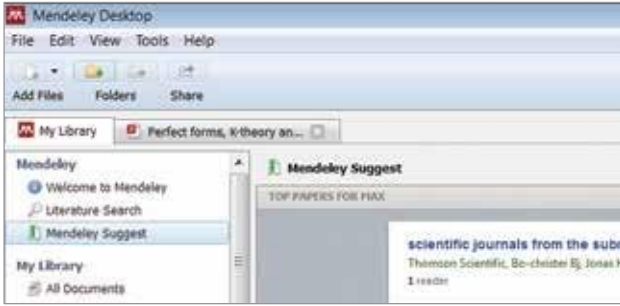 Mendeley Desktop
File Edit View Tools Help
Add Files Folders Share
My Library Perfect forms, K-theory an...
Mendeley
Welcome to Mendeley
Literature Search
Mendeley Suggest
My Library
All Documents
Mendeley Suggest
TOP PAPERS FOR MAX
scientific journals from the subm
Thomson Scientific, Bo-christer Bj, Jonas
1 reader